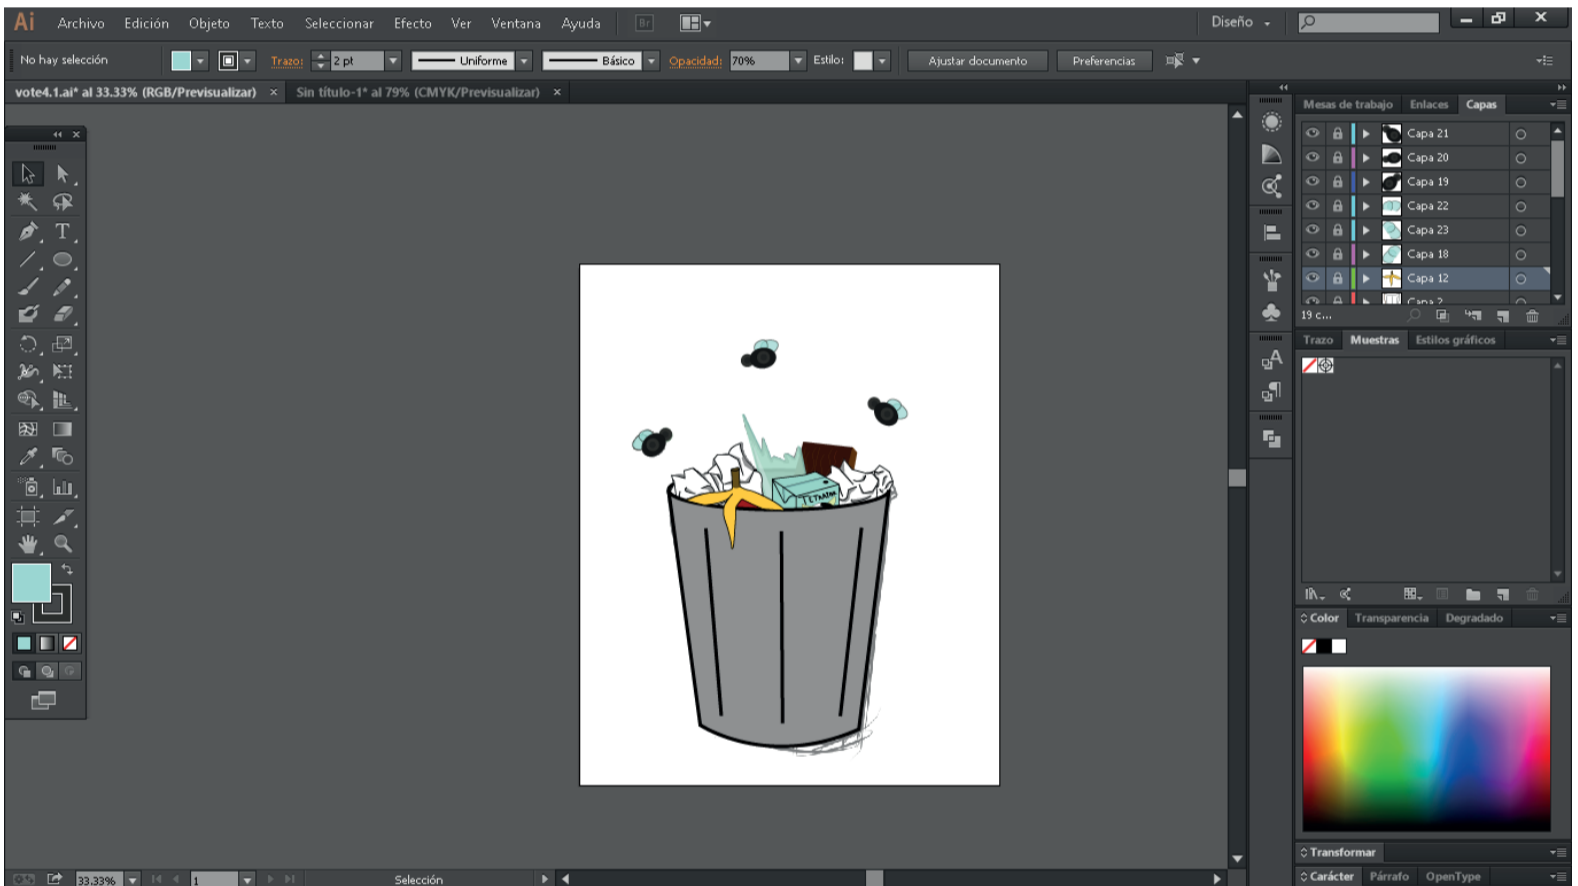 Ai Archivo Edición Objeto Texto Seleccionar Efecto Ver Ventana Ayuda Br Diseño
No hay selección Trazo: 2 pt Uniforme Básico Opacidad: 70% Estilo: Ajustar documento Preferencias
vote4.1.ai* al 33.33% (RGB/Previsualizar) × Sin título-1* al 79% (CMYK/Previsualizar) ×
Mesas de trabajo Enlaces Capas
Capa 21
Capa 20
Capa 19
Capa 22
Capa 23
Capa 18
Capa 12
Capa 2
19 c...
Trazo Muestras Estilos gráficos
Color Transparencia Degradado
Transformar
Carácter Párrafo OpenType
33.33% 1 Selección